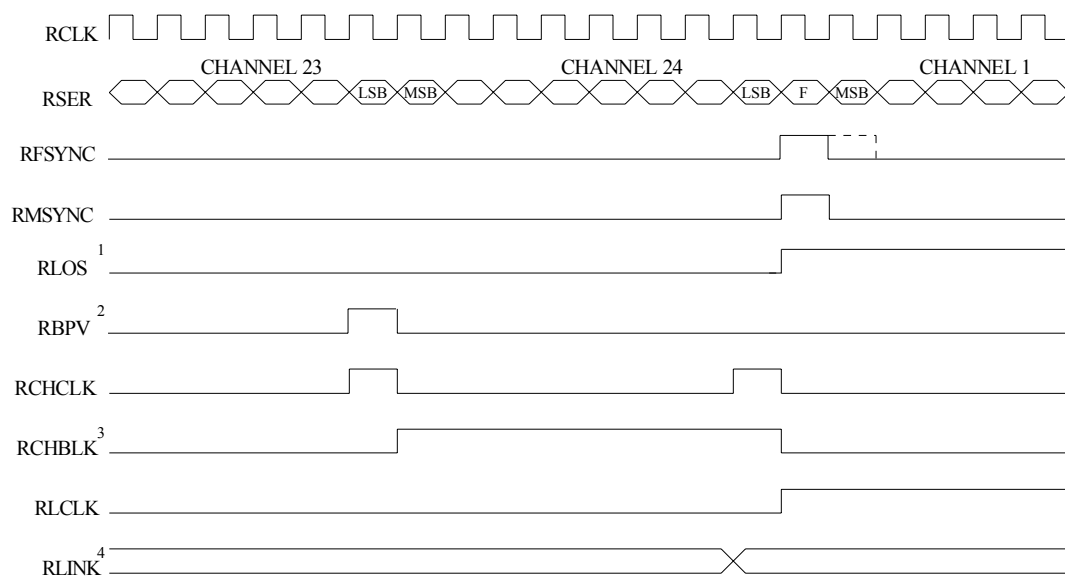 RCLK
CHANNEL 23 CHANNEL 24 CHANNEL 1
RSER LSB MSB LSB F MSB
RFSYNC
RMSYNC
RLOS 1
RBPV 2
RCHCLK
RCHBLK 3
RLCLK
RLINK 4